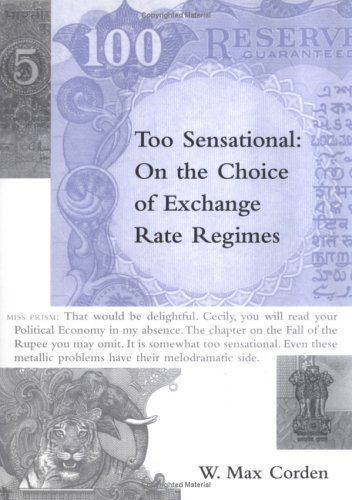 भारतीय
5
100
RESERVE
GUARANTEED
Too Sensational:
On the Choice
of Exchange
Rate Regimes
MISS PRISM: That would be delightful. Cecily, you will read your
Political Economy in my absence. The chapter on the Fall of the
Rupee you may omit. It is somewhat too sensational. Even these
metallic problems have their melodramatic side.
W. Max Corden